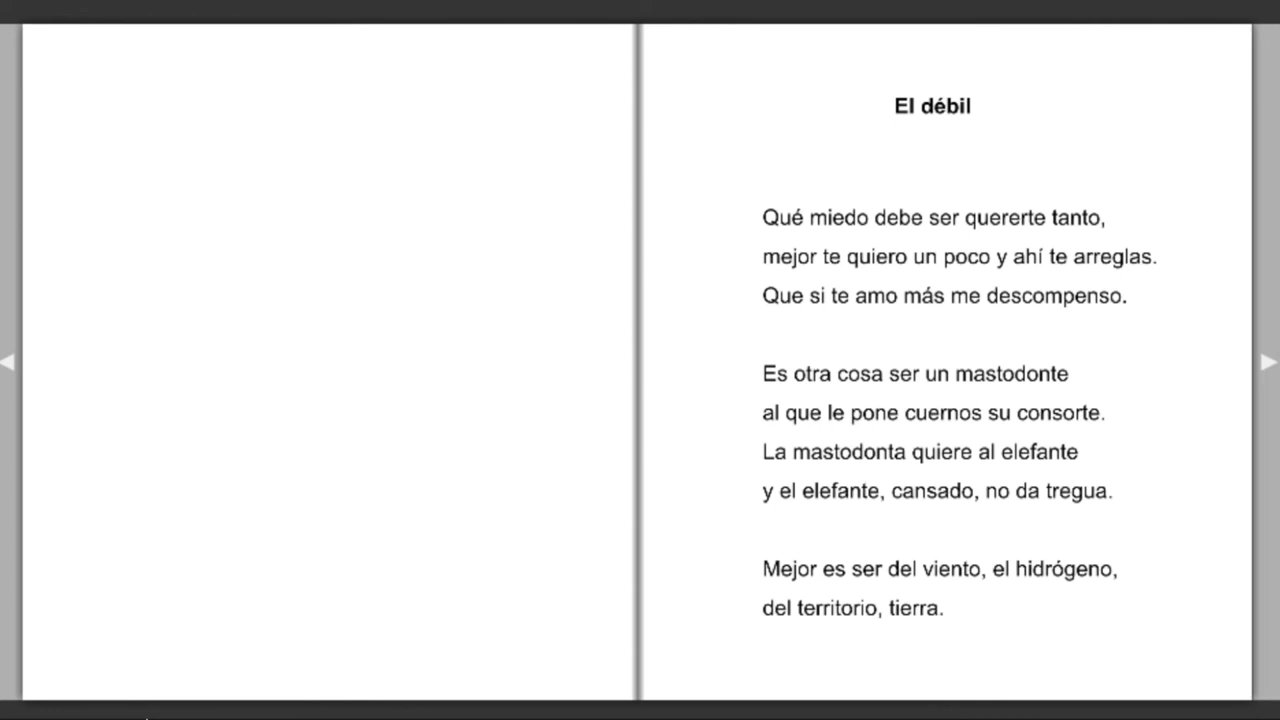 El débil
Qué miedo debe ser quererte tanto,
mejor te quiero un poco y ahí te arreglas.
Que si te amo más me descompenso.
Es otra cosa ser un mastodonte
al que le pone cuernos su consorte.
La mastodonta quiere al elefante
y el elefante, cansado, no da tregua.
Mejor es ser del viento, el hidrógeno,
del territorio, tierra.